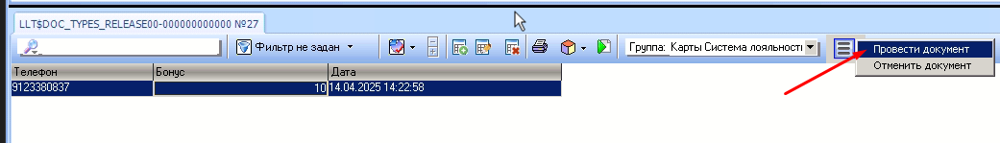 LLT$DOC_TYPES_RELEASE00-000000000000 №27
Фильтр не задан
Группа: Карты Система лояльност
Провести документ
Отменить документ
Телефон Бонус Дата
9123380837 10 14.04.2025 14:22:58